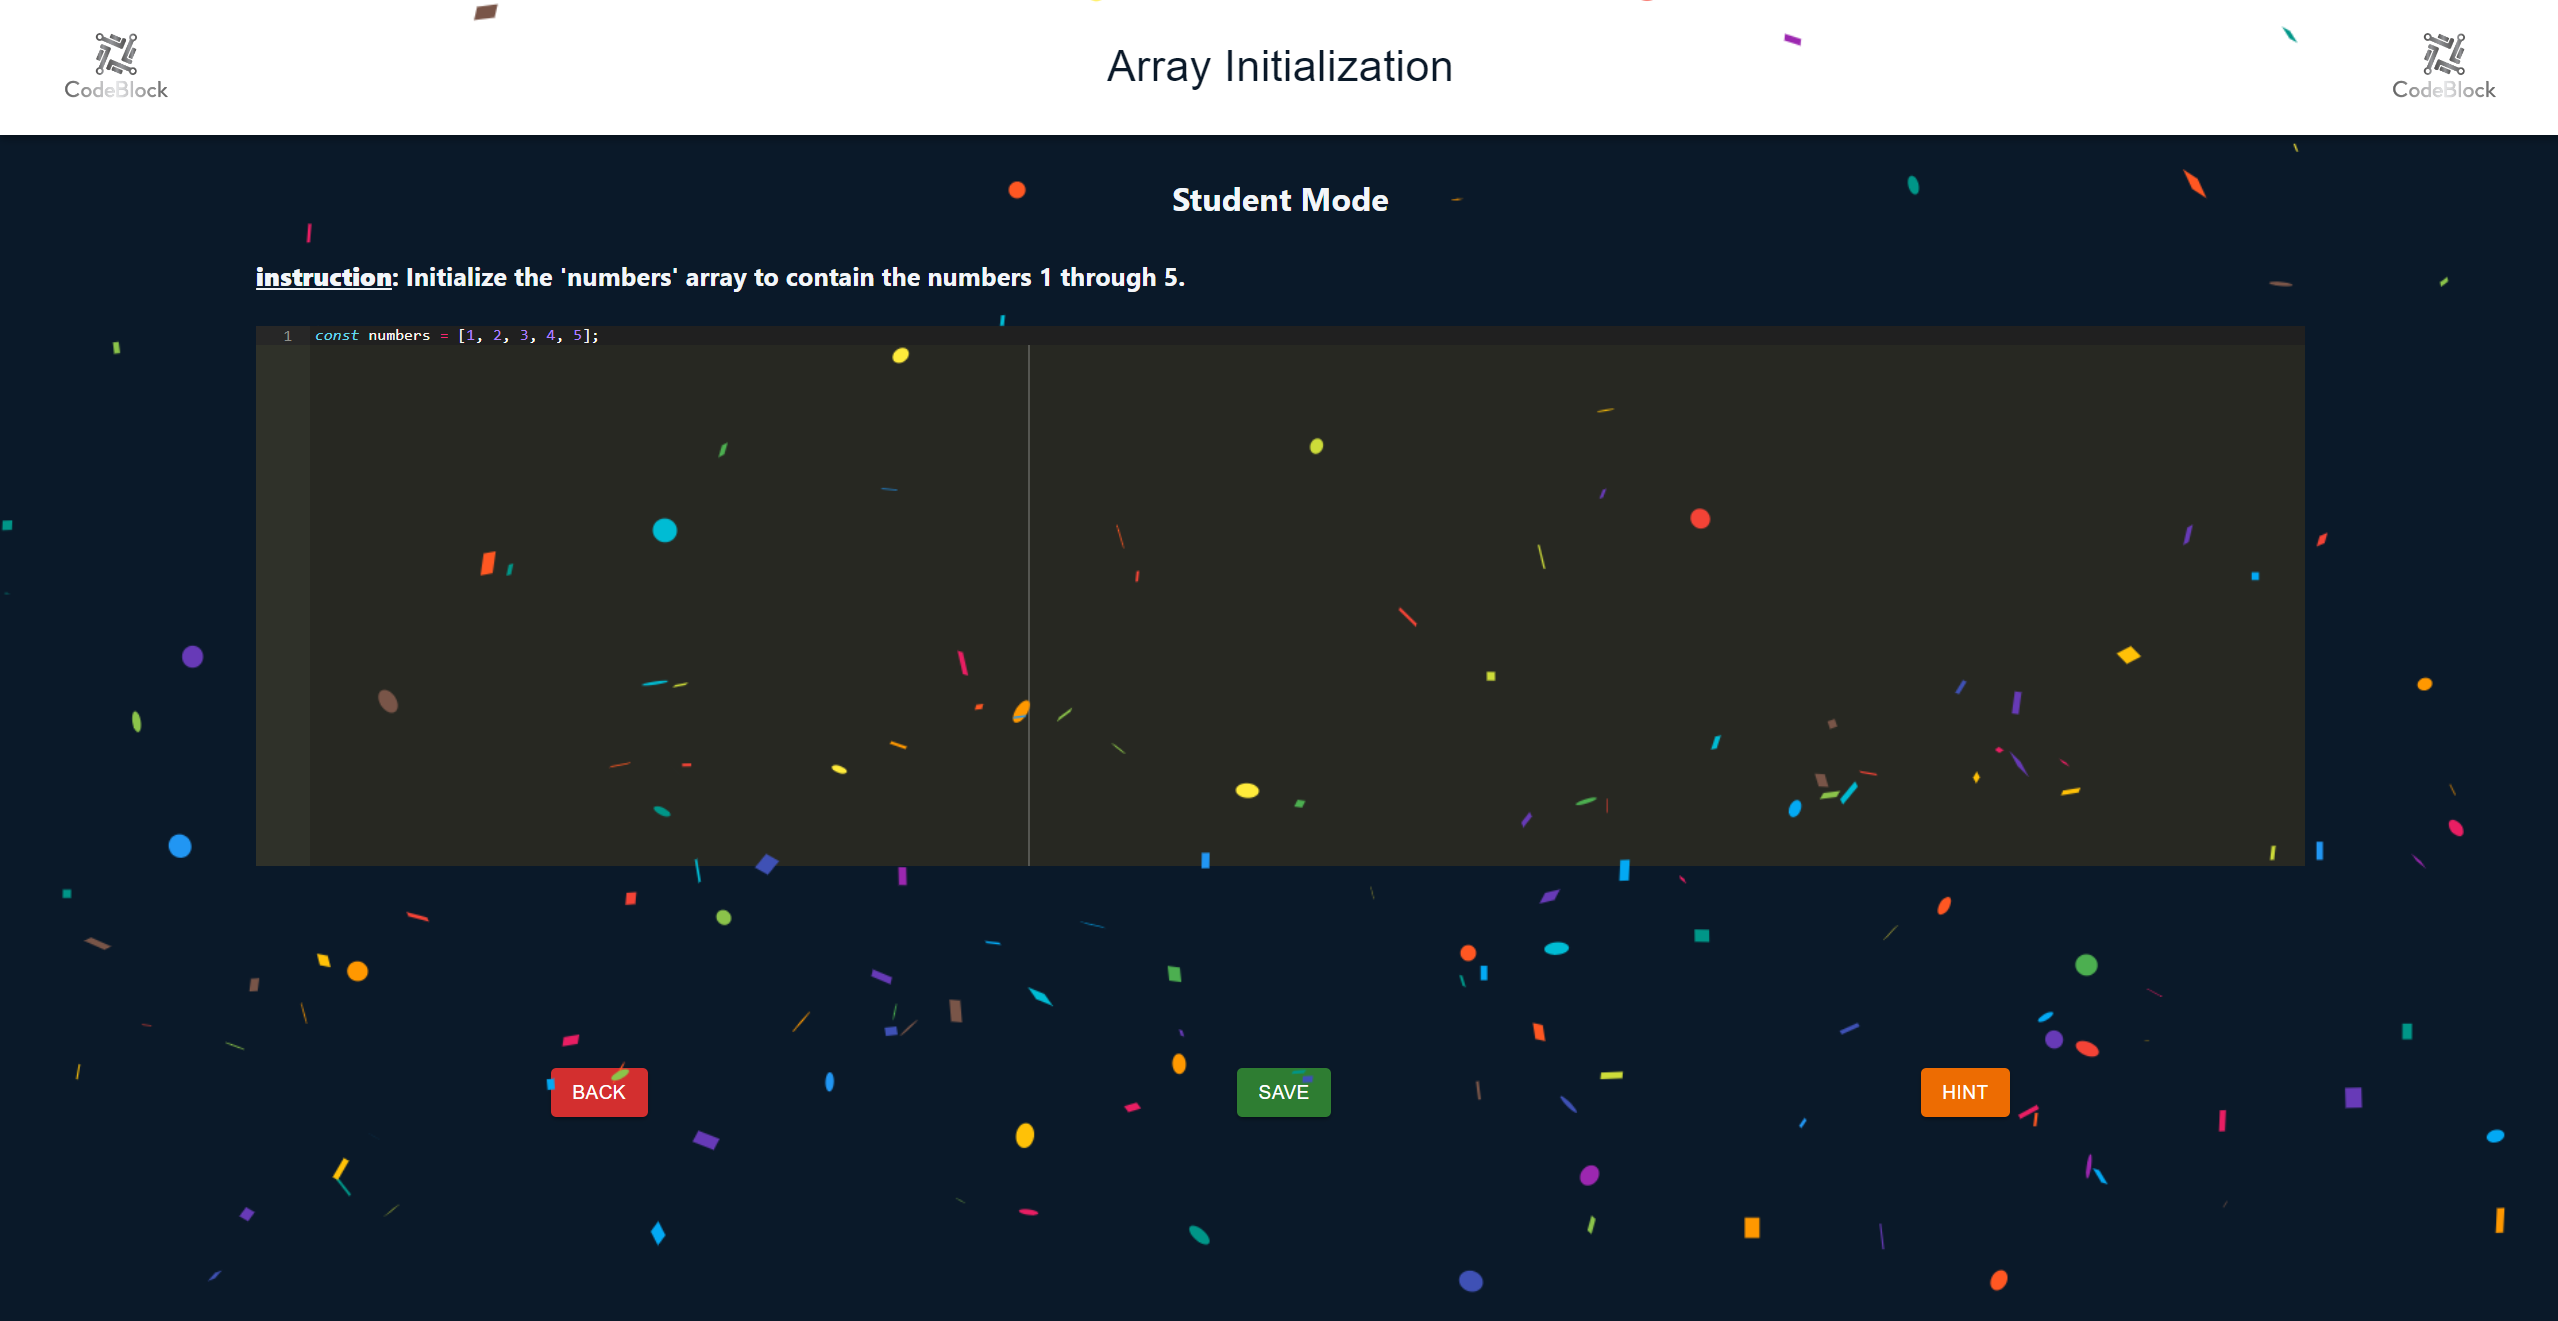 CodeBlock
Array Initialization
CodeBlock
Student Mode
instruction: Initialize the 'numbers' array to contain the numbers 1 through 5.
1 const numbers = [1, 2, 3, 4, 5];
BACK
SAVE
HINT